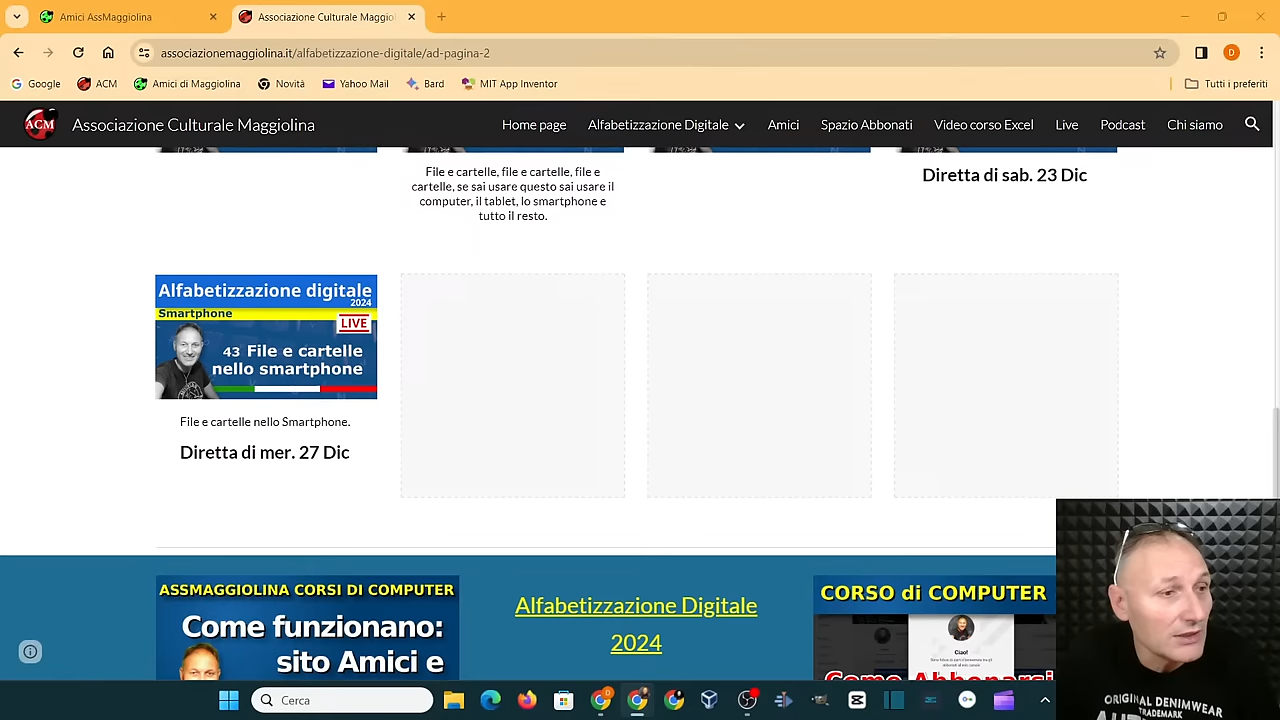 Amici AssMaggiolina
Associazione Culturale Maggio
associazionemaggiolina.it/alfabetizzazione-digitale/ad-pagina-2
D
Google
ACM
Amici di Maggiolina
Novità
Yahoo Mail
Bard
MIT App Inventor
Tutti i preferiti
ACM
Associazione Culturale Maggiolina
Home page
Alfabetizzazione Digitale
Amici
Spazio Abbonati
Video corso Excel
Live
Podcast
Chi siamo
File e cartelle, file e cartelle, file e
cartelle, se sai usare questo sai usare il
computer, il tablet, lo smartphone e
tutto il resto.
Diretta di sab. 23 Dic
Alfabetizzazione digitale
2024
Smartphone
LIVE
43 File e cartelle
nello smartphone
File e cartelle nello Smartphone.
Diretta di mer. 27 Dic
ASSMAGGIOLINA CORSI DI COMPUTER
Come funzionano:
sito Amici e
Alfabetizzazione Digitale
2024
CORSO di COMPUTER
Ciao!
Come Abbonarsi
ORIGINAL DENIMWEAR
TRADEMARK
Cerca